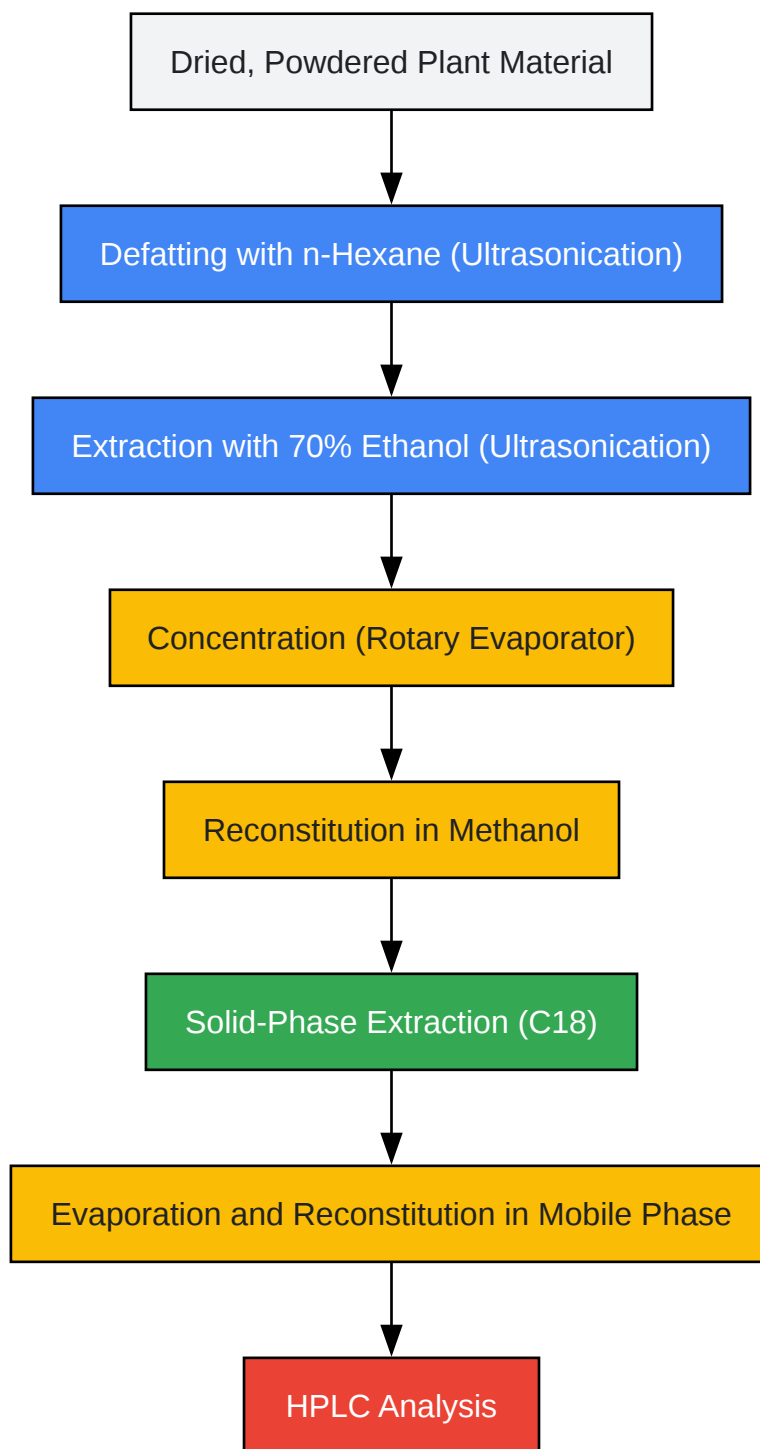 Dried, Powdered Plant Material
Defatting with n-Hexane (Ultrasonication)
Extraction with 70% Ethanol (Ultrasonication)
Concentration (Rotary Evaporator)
Reconstitution in Methanol
Solid-Phase Extraction (C18)
Evaporation and Reconstitution in Mobile Phase
HPLC Analysis